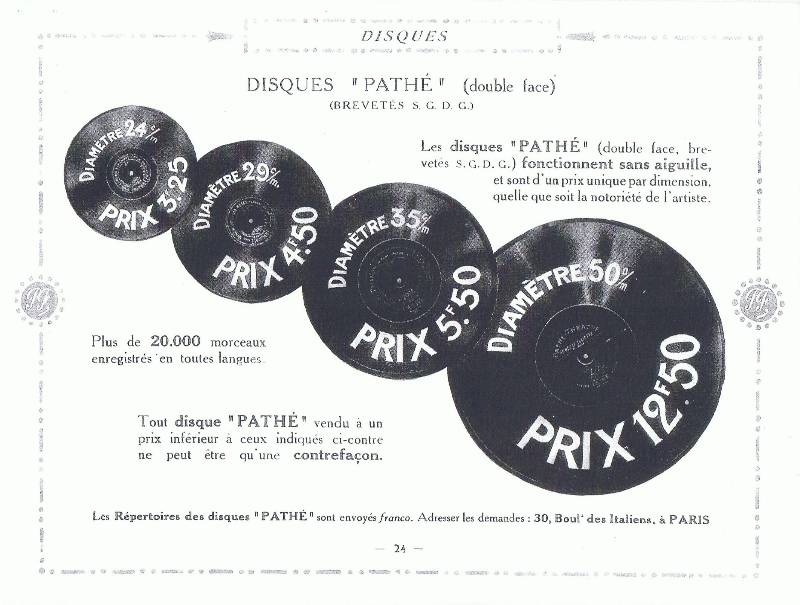 DISQUES
DISQUES "PATHÉ" (double face)
(BREVETÉS S. G. D. G.)
DIAMÈTRE 24 c/m
PRIX 3F.25
DIAMÈTRE 29 c/m.
PRIX 4F.50
DIAMÈTRE 35 c/m
PRIX 5F.50
DIAMÈTRE 50 c/m
PRIX 12F.50
Les disques "PATHÉ" (double face, bre-
vetés S. G. D. G.) fonctionnent sans aiguille,
et sont d'un prix unique par dimension,
quelle que soit la notoriété de l'artiste.
Plus de 20.000 morceaux
enregistrés en toutes langues.
Tout disque "PATHÉ" vendu à un
prix inférieur à ceux indiqués ci-contre
ne peut être qu'une contrefaçon.
Les Répertoires des disques "PATHÉ" sont envoyés franco. Adresser les demandes : 30, Boul^t des Italiens, à PARIS
— 24 —